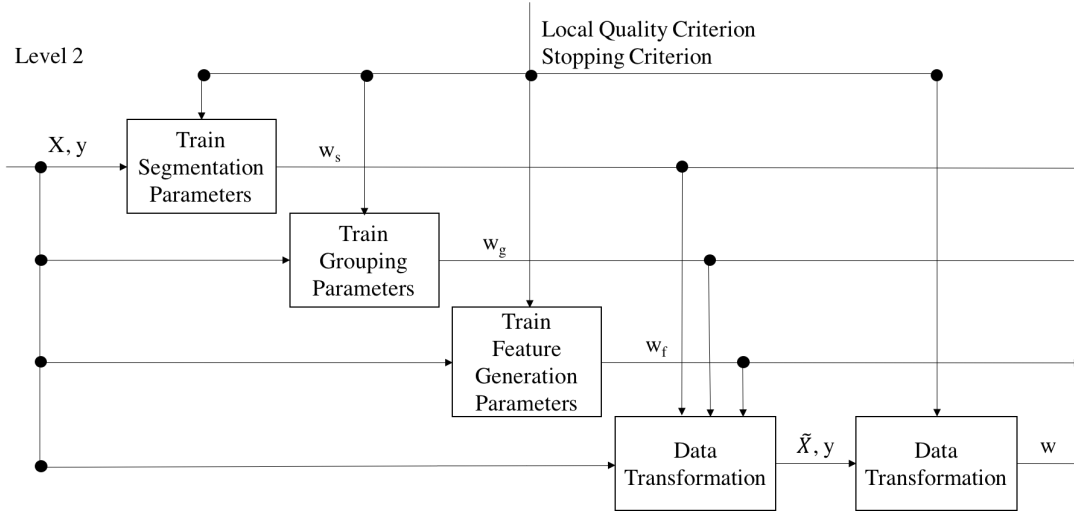 Local Quality Criterion
Stopping Criterion
Level 2
X, y
Train
Segmentation
Parameters
w_s
Train
Grouping
Parameters
w_g
Train
Feature
Generation
Parameters
w_f
Data
Transformation
X̃, y
Data
Transformation
w